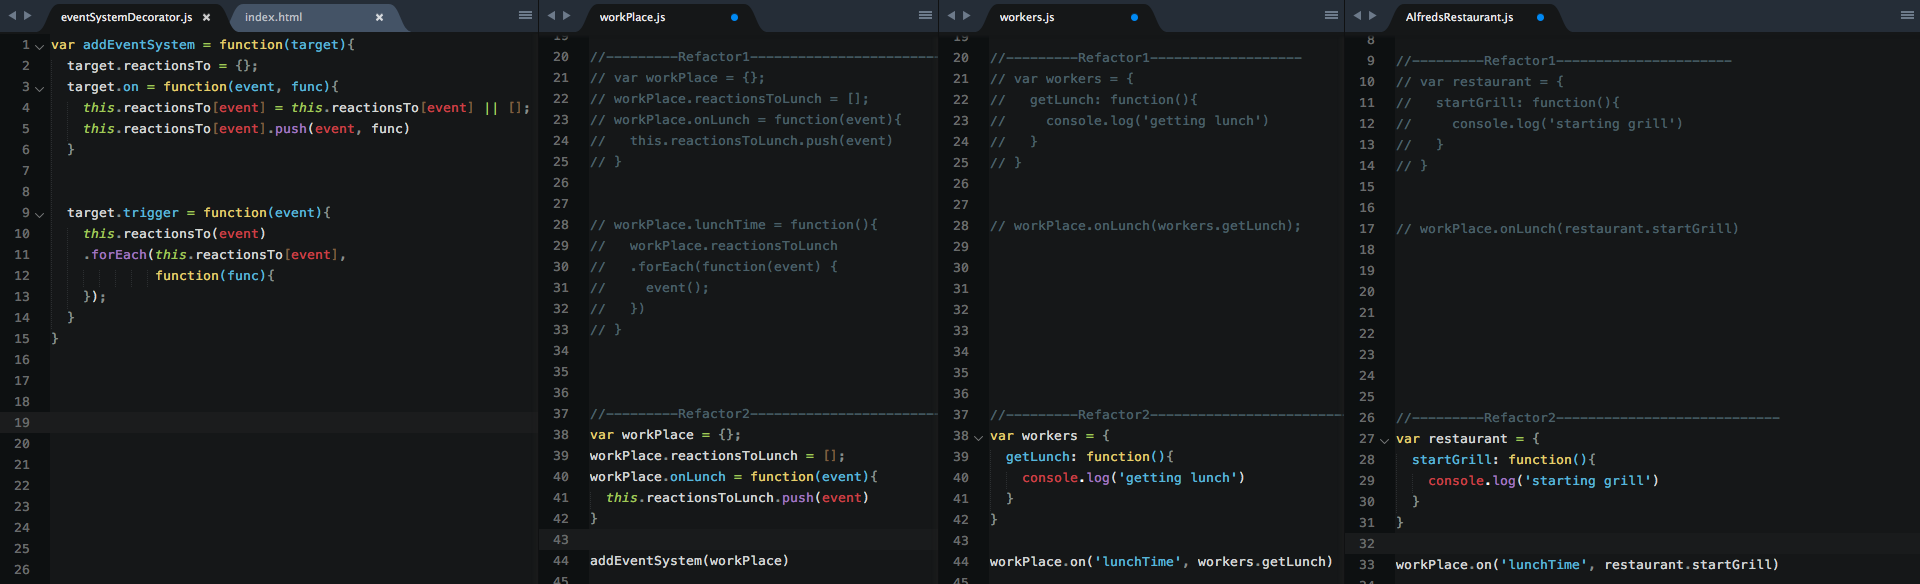 eventSystemDecorator.js
index.html
1 var addEventSystem = function(target){
2   target.reactionsTo = {};
3   target.on = function(event, func){
4     this.reactionsTo[event] = this.reactionsTo[event] || [];
5     this.reactionsTo[event].push(event, func)
6   }
7
8
9   target.trigger = function(event){
10     this.reactionsTo(event)
11     .forEach(this.reactionsTo[event],
12              function(func){
13     });
14   }
15 }
16
17
18
19
20
21
22
23
24
25
26
workPlace.js
19
20 //---------Refactor1------------------------
21 // var workPlace = {};
22 // workPlace.reactionsToLunch = [];
23 // workPlace.onLunch = function(event){
24 //   this.reactionsToLunch.push(event)
25 // }
26
27
28 // workPlace.lunchTime = function(){
29 //   workPlace.reactionsToLunch
30 //   .forEach(function(event) {
31 //     event();
32 //   })
33 // }
34
35
36
37 //---------Refactor2------------------------
38 var workPlace = {};
39 workPlace.reactionsToLunch = [];
40 workPlace.onLunch = function(event){
41   this.reactionsToLunch.push(event)
42 }
43
44 addEventSystem(workPlace)
45
workers.js
19
20 //---------Refactor1-------------------
21 // var workers = {
22 //   getLunch: function(){
23 //     console.log('getting lunch')
24 //   }
25 // }
26
27
28 // workPlace.onLunch(workers.getLunch);
29
30
31
32
33
34
35
36
37 //---------Refactor2------------------------
38 var workers = {
39   getLunch: function(){
40     console.log('getting lunch')
41   }
42 }
43
44 workPlace.on('lunchTime', workers.getLunch)
45
AlfredsRestaurant.js
8
9 //---------Refactor1----------------------
10 // var restaurant = {
11 //   startGrill: function(){
12 //     console.log('starting grill')
13 //   }
14 // }
15
16
17 // workPlace.onLunch(restaurant.startGrill)
18
19
20
21
22
23
24
25
26 //---------Refactor2----------------------------
27 var restaurant = {
28   startGrill: function(){
29     console.log('starting grill')
30   }
31 }
32
33 workPlace.on('lunchTime', restaurant.startGrill)